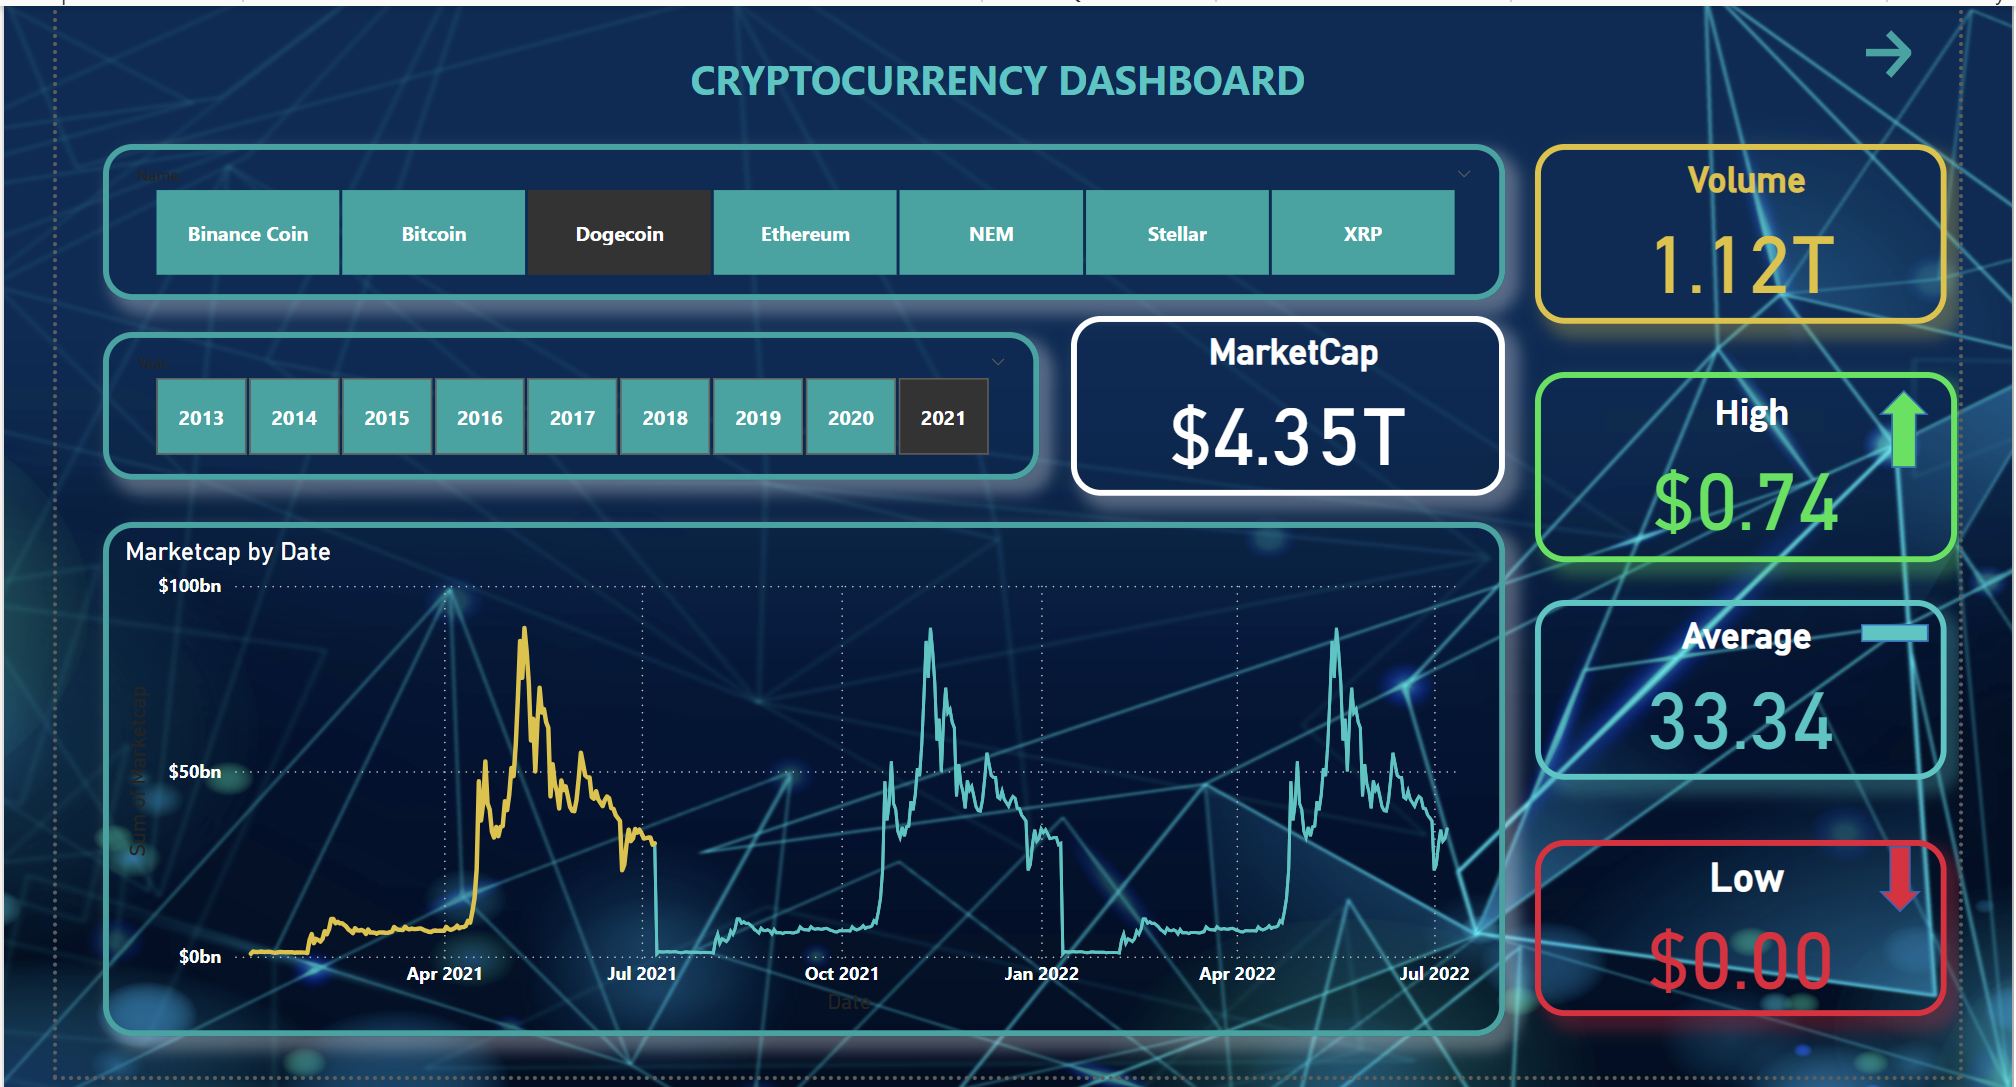 CRYPTOCURRENCY DASHBOARD
Name
Binance Coin
Bitcoin
Dogecoin
Ethereum
NEM
Stellar
XRP
Volume
1.12T
Year
2013
2014
2015
2016
2017
2018
2019
2020
2021
MarketCap
$4.35T
High
$0.74
Marketcap by Date
Sum of Marketcap
$100bn
$50bn
$0bn
Apr 2021
Jul 2021
Oct 2021
Jan 2022
Apr 2022
Jul 2022
Date
Average
33.34
Low
$0.00